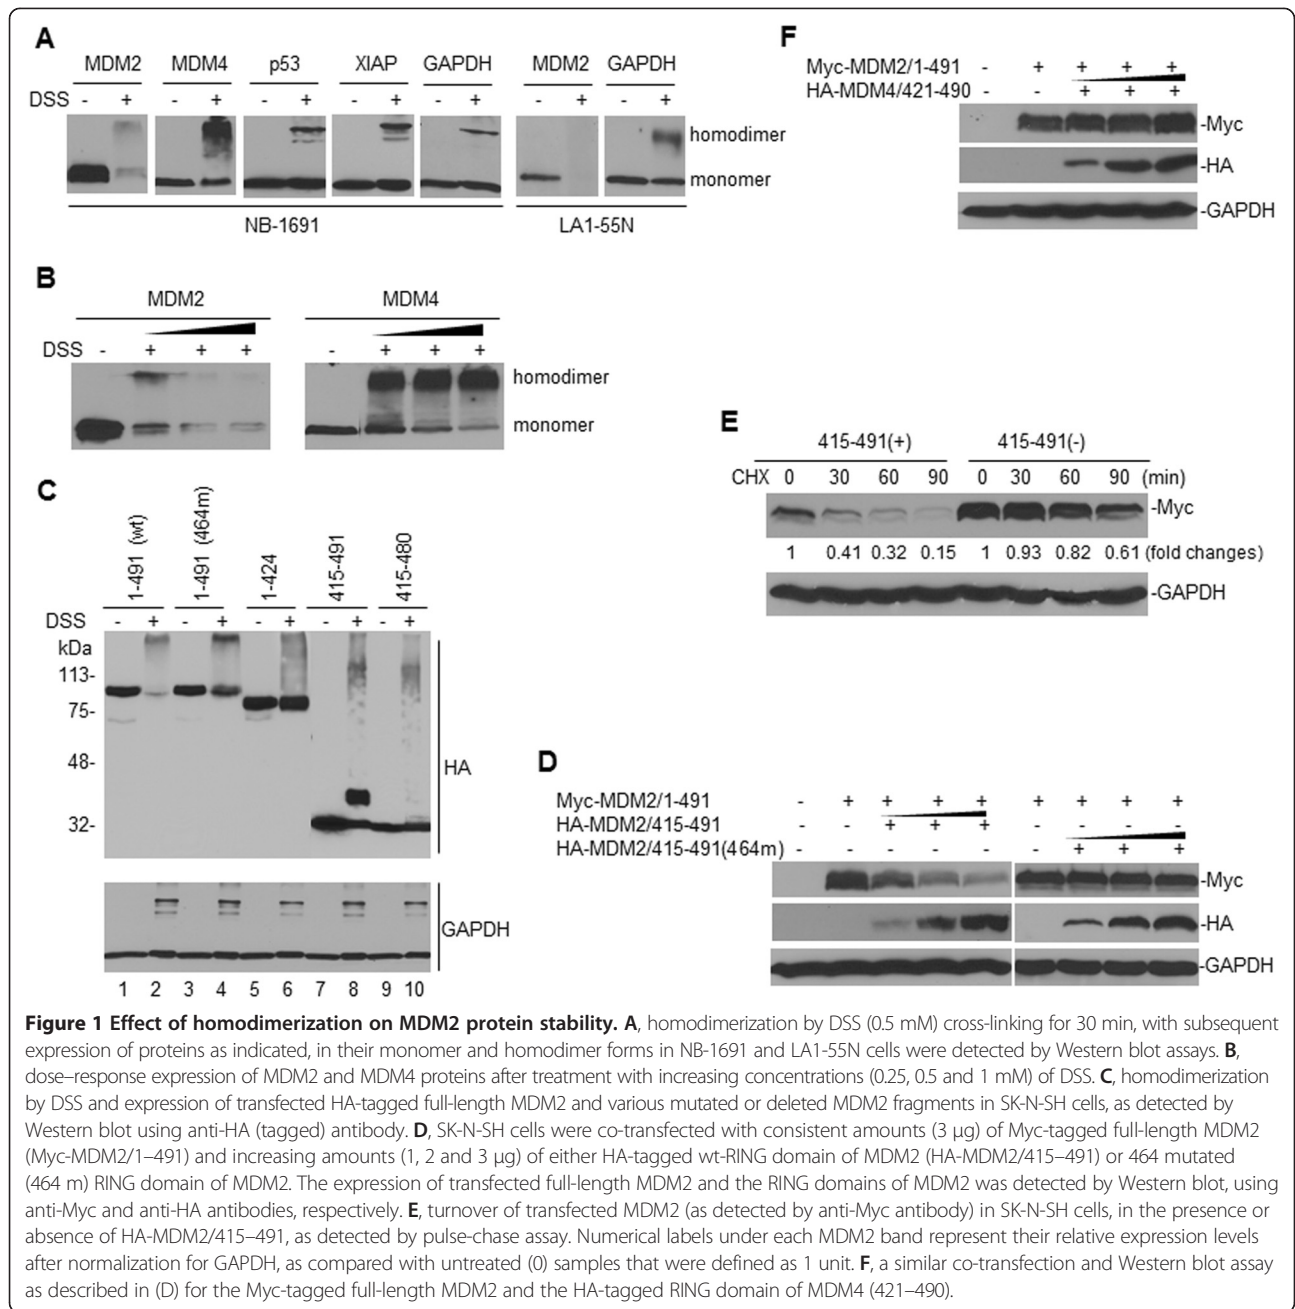 A
MDM2 MDM4 p53 XIAP GAPDH MDM2 GAPDH
DSS - + - + - + - + - + - + - +
homodimer
monomer
NB-1691 LA1-55N
B
MDM2 MDM4
DSS - + + + - + + +
homodimer
monomer
C
1-491 (wt) 1-491 (464m) 1-424 415-491 415-480
DSS - + - + - + - + - +
kDa
113-
75-
48-
32-
HA
GAPDH
1 2 3 4 5 6 7 8 9 10
F
Myc-MDM2/1-491 - + + + +
HA-MDM4/421-490 - - + + +
-Myc
-HA
-GAPDH
E
415-491(+) 415-491(-)
CHX 0 30 60 90 0 30 60 90 (min)
-Myc
1 0.41 0.32 0.15 1 0.93 0.82 0.61 (fold changes)
-GAPDH
D
Myc-MDM2/1-491 - + + + + + + + +
HA-MDM2/415-491 - - + + + - - - -
HA-MDM2/415-491(464m) - - - - - - + + +
-Myc
-HA
-GAPDH
Figure 1 Effect of homodimerization on MDM2 protein stability. A, homodimerization by DSS (0.5 mM) cross-linking for 30 min, with subsequent
expression of proteins as indicated, in their monomer and homodimer forms in NB-1691 and LA1-55N cells were detected by Western blot assays. B,
dose–response expression of MDM2 and MDM4 proteins after treatment with increasing concentrations (0.25, 0.5 and 1 mM) of DSS. C, homodimerization
by DSS and expression of transfected HA-tagged full-length MDM2 and various mutated or deleted MDM2 fragments in SK-N-SH cells, as detected by
Western blot using anti-HA (tagged) antibody. D, SK-N-SH cells were co-transfected with consistent amounts (3 μg) of Myc-tagged full-length MDM2
(Myc-MDM2/1–491) and increasing amounts (1, 2 and 3 μg) of either HA-tagged wt-RING domain of MDM2 (HA-MDM2/415–491) or 464 mutated
(464 m) RING domain of MDM2. The expression of transfected full-length MDM2 and the RING domains of MDM2 was detected by Western blot, using
anti-Myc and anti-HA antibodies, respectively. E, turnover of transfected MDM2 (as detected by anti-Myc antibody) in SK-N-SH cells, in the presence or
absence of HA-MDM2/415–491, as detected by pulse-chase assay. Numerical labels under each MDM2 band represent their relative expression levels
after normalization for GAPDH, as compared with untreated (0) samples that were defined as 1 unit. F, a similar co-transfection and Western blot assay
as described in (D) for the Myc-tagged full-length MDM2 and the HA-tagged RING domain of MDM4 (421–490).